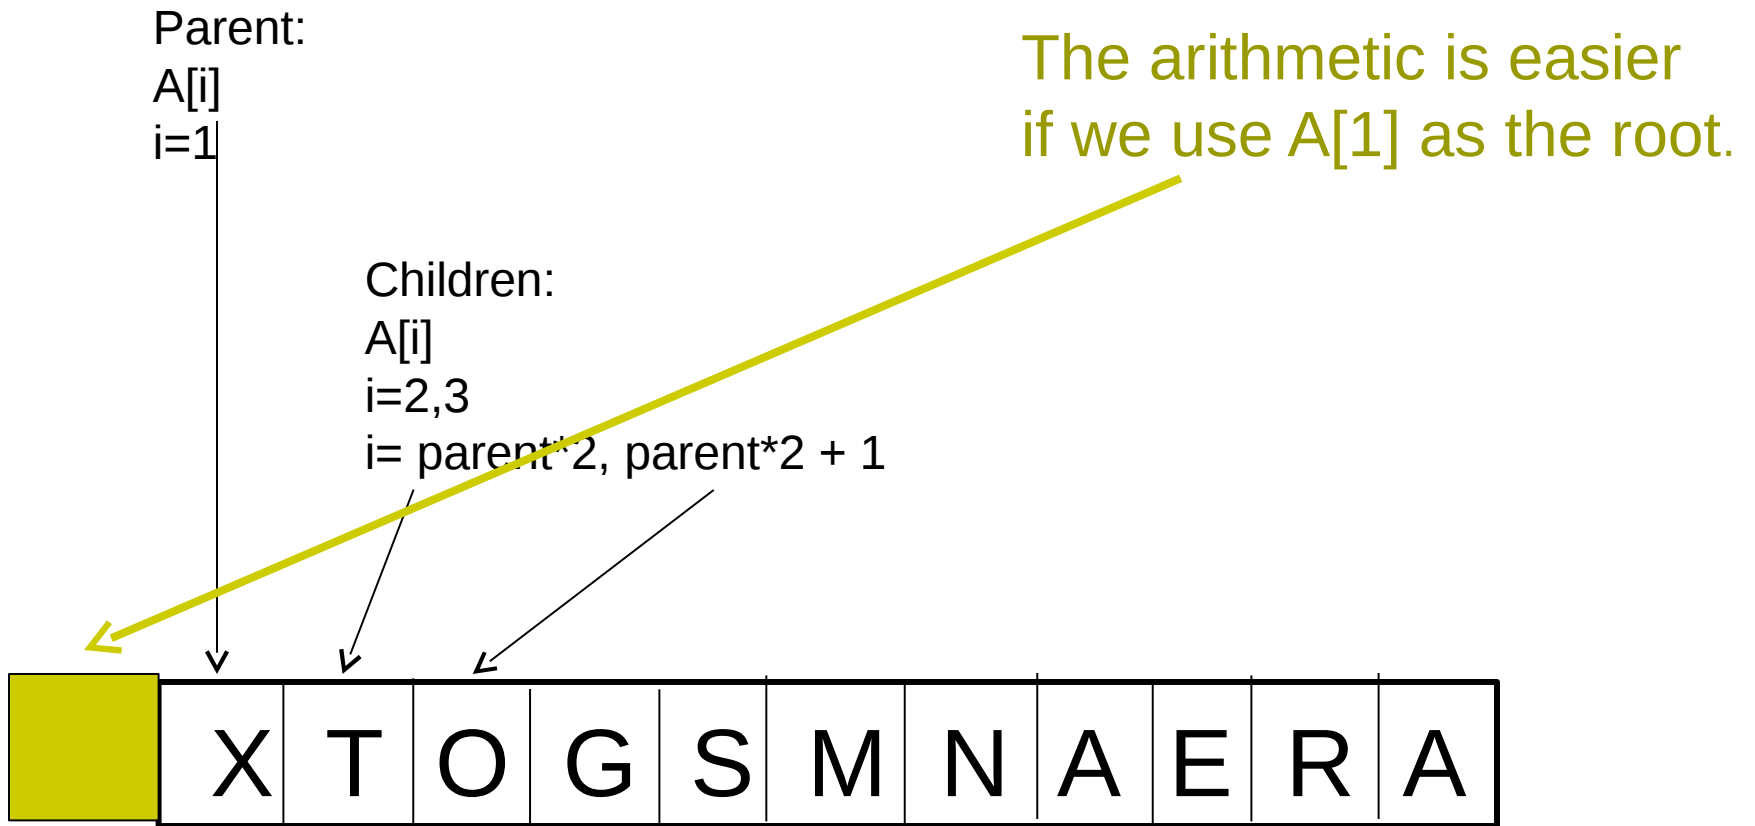 Parent:
A[i]
i=1
The arithmetic is easier
if we use A[1] as the root.
Children:
A[i]
i=2,3
i= parent*2, parent*2 + 1
X T O G S M N A E R A